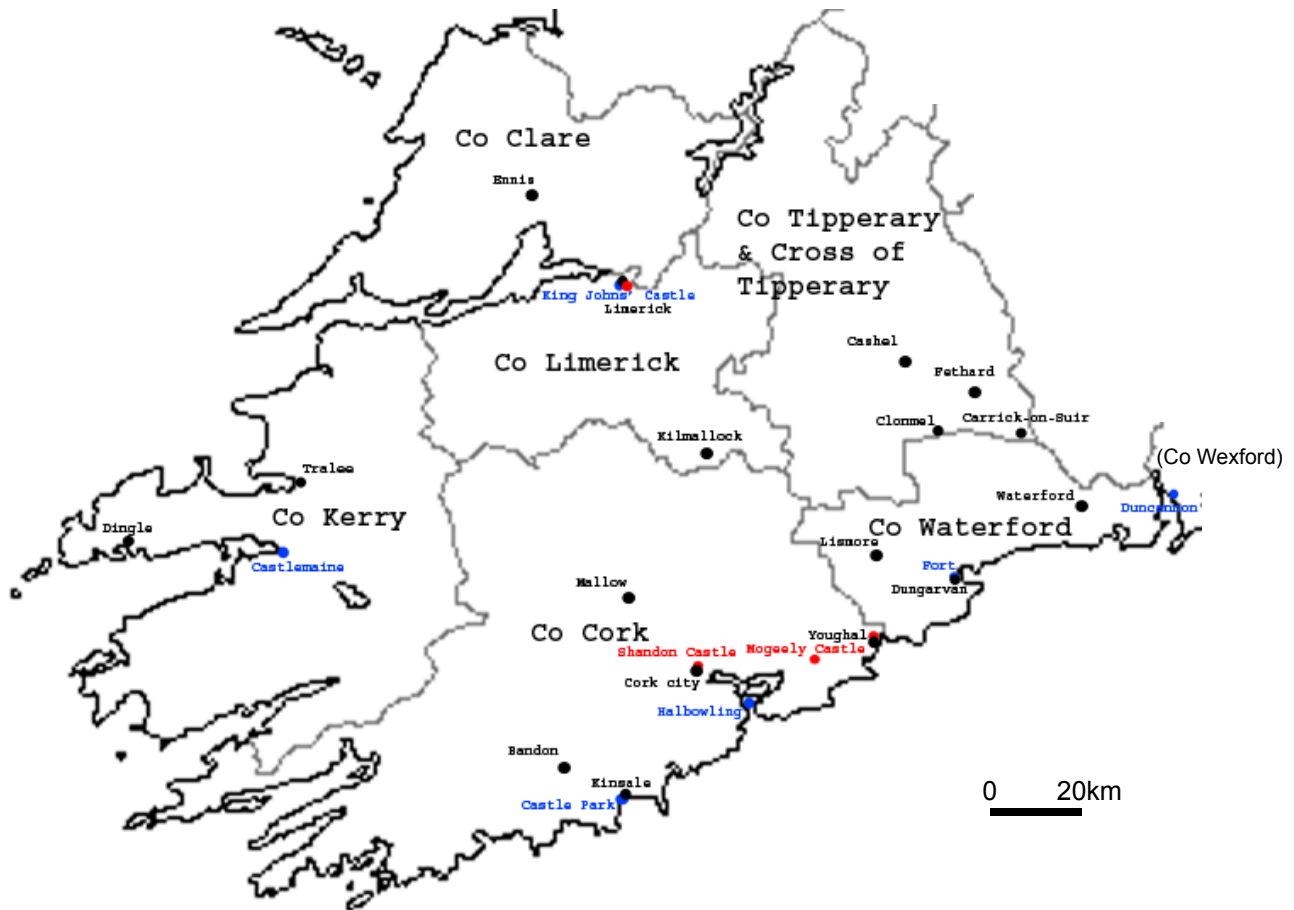 Co Clare
Ennis
Co Tipperary
& Cross of
Tipperary
King Johns' Castle
Limerick
Co Limerick
Cashel
Fethard
Clonmel
Carrick-on-Suir
Kilmallock
(Co Wexford)
Tralee
Waterford
Duncannon
Co Kerry
Dingle
Co Waterford
Lismore
Castlemaine
Fort
Dungarvan
Mallow
Co Cork
Youghal
Shandon Castle
Mogeely Castle
Cork city
Halbowling
Bandon
Kinsale
Castle Park
0 20km